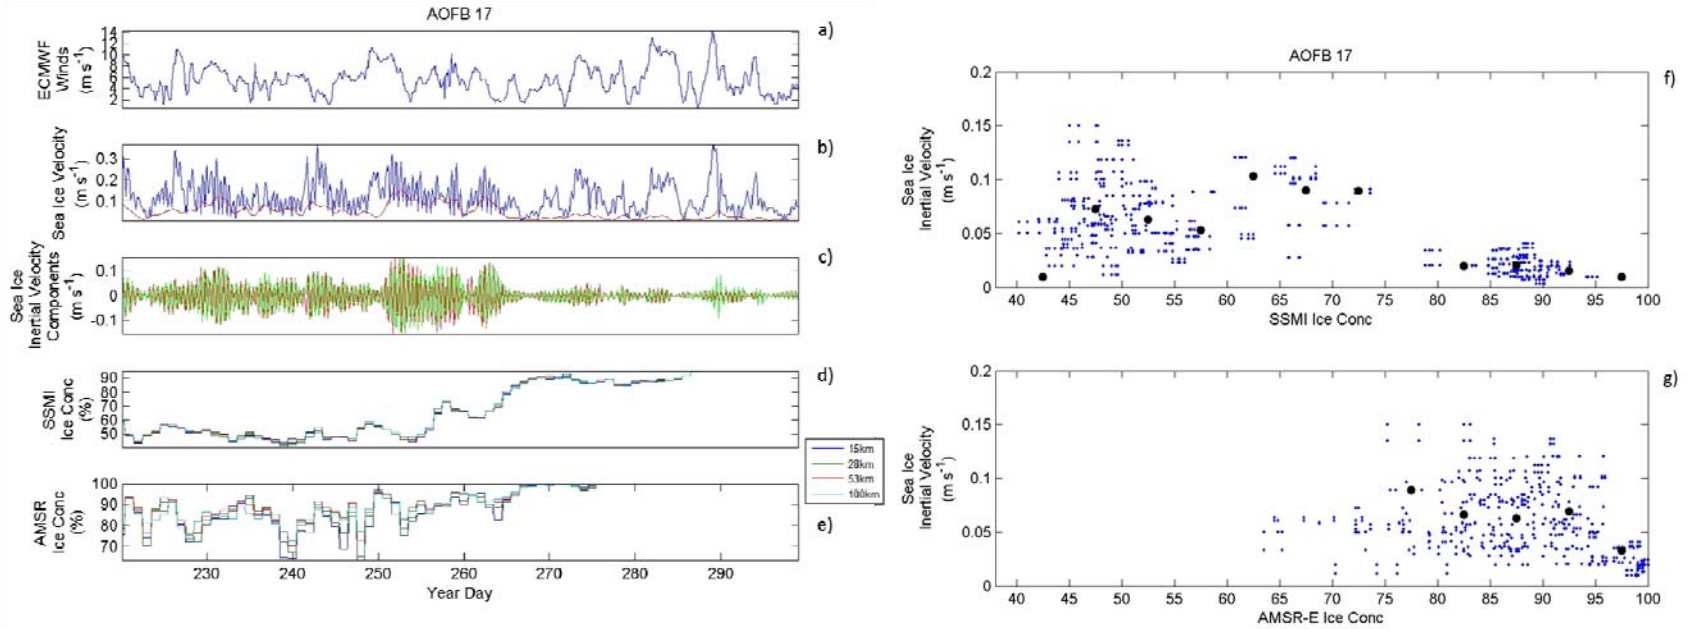 AOFB 17
a)
ECMWF
Winds
(m s⁻¹)
14
12
10
8
6
4
2
b)
Sea Ice Velocity
(m s⁻¹)
0.3
0.2
0.1
c)
Sea Ice
Inertial Velocity
Components
(m s⁻¹)
0.1
0
-0.1
d)
SSMI
Ice Conc
(%)
90
80
70
60
50
15km
28km
53km
100km
e)
AMSR
Ice Conc
(%)
100
90
80
70
230 240 250 260 270 280 290
Year Day
AOFB 17
f)
Sea Ice
Inertial Velocity
(m s⁻¹)
0.2
0.15
0.1
0.05
0
40 45 50 55 60 65 70 75 80 85 90 95 100
SSMI Ice Conc
g)
Sea Ice
Inertial Velocity
(m s⁻¹)
0.2
0.15
0.1
0.05
0
40 45 50 55 60 65 70 75 80 85 90 95 100
AMSR-E Ice Conc